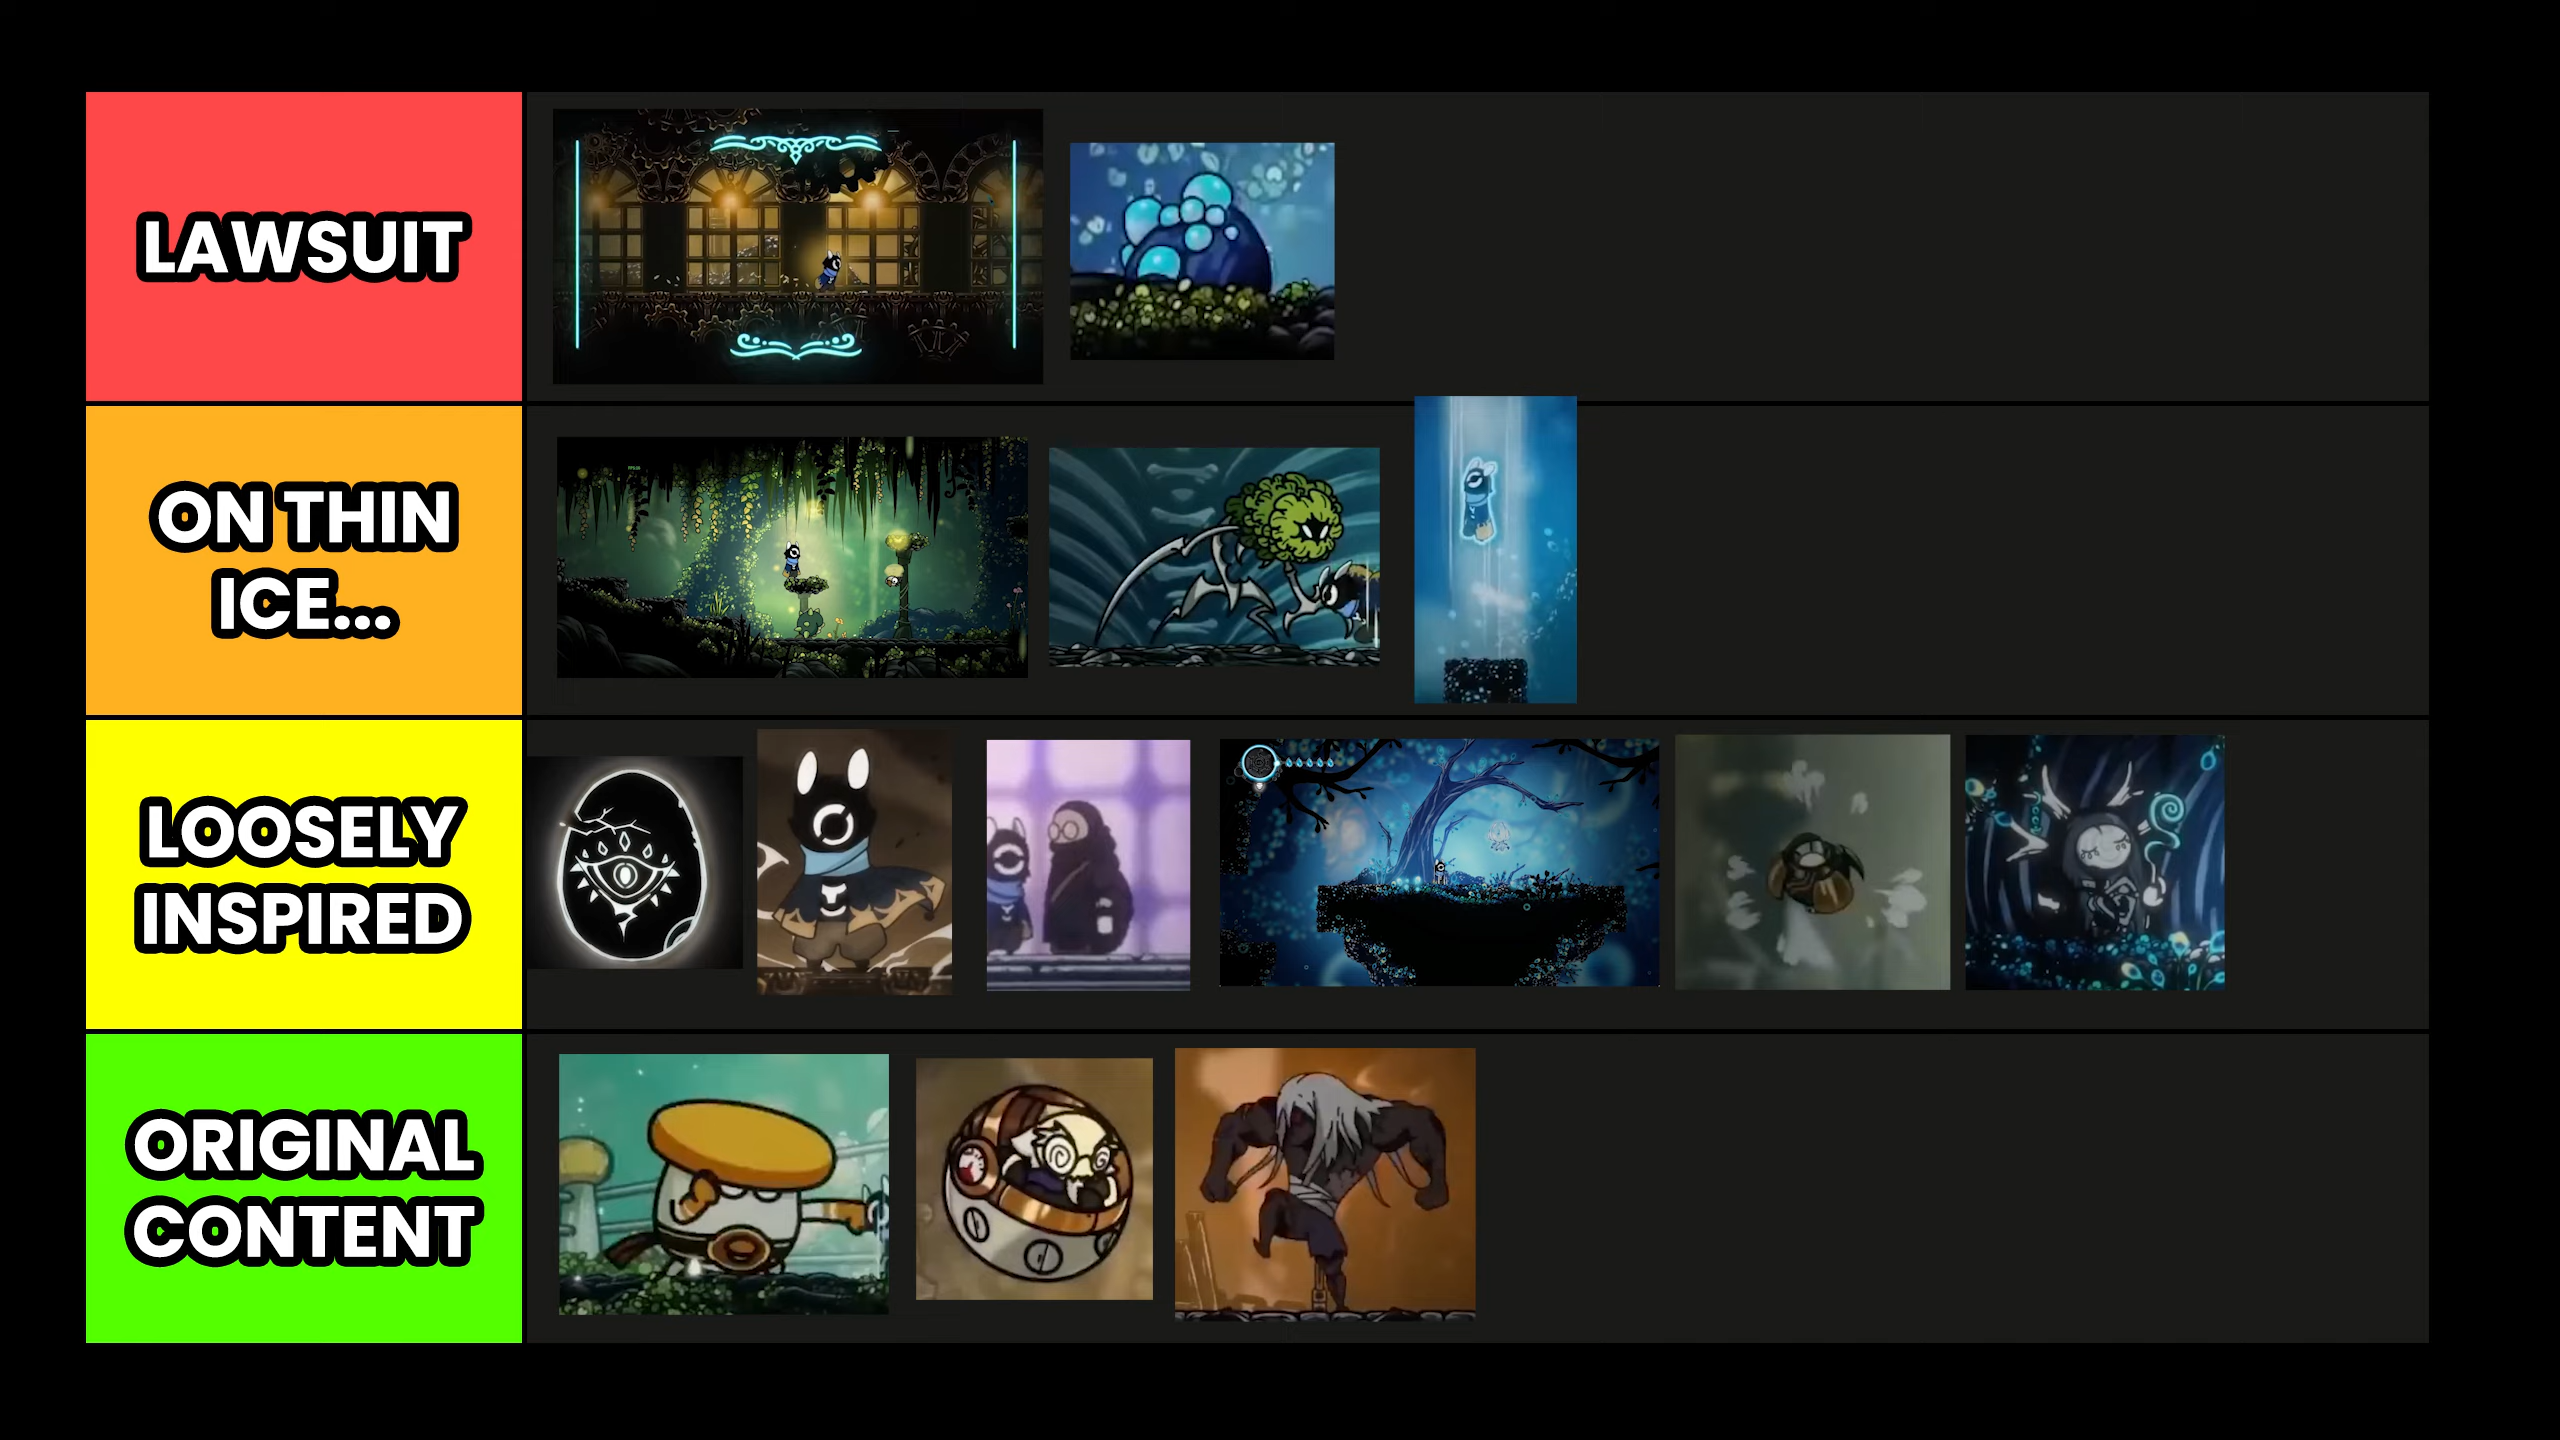 LAWSUIT
ON THIN
ICE...
LOOSELY
INSPIRED
ORIGINAL
CONTENT